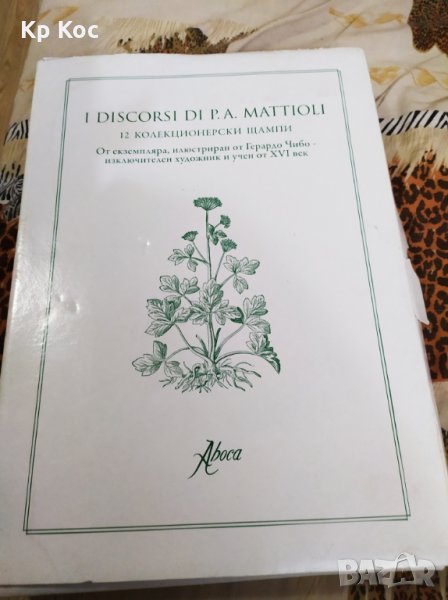 Кр Кос
I DISCORSI DI P. A. MATTIOLI
12 КОЛЕКЦИОНЕРСКИ ЩАМПИ
От екземпляра, илюстриран от Герардо Чибо -
изключителен художник и учен от XVI век
Aboca
BAZAR